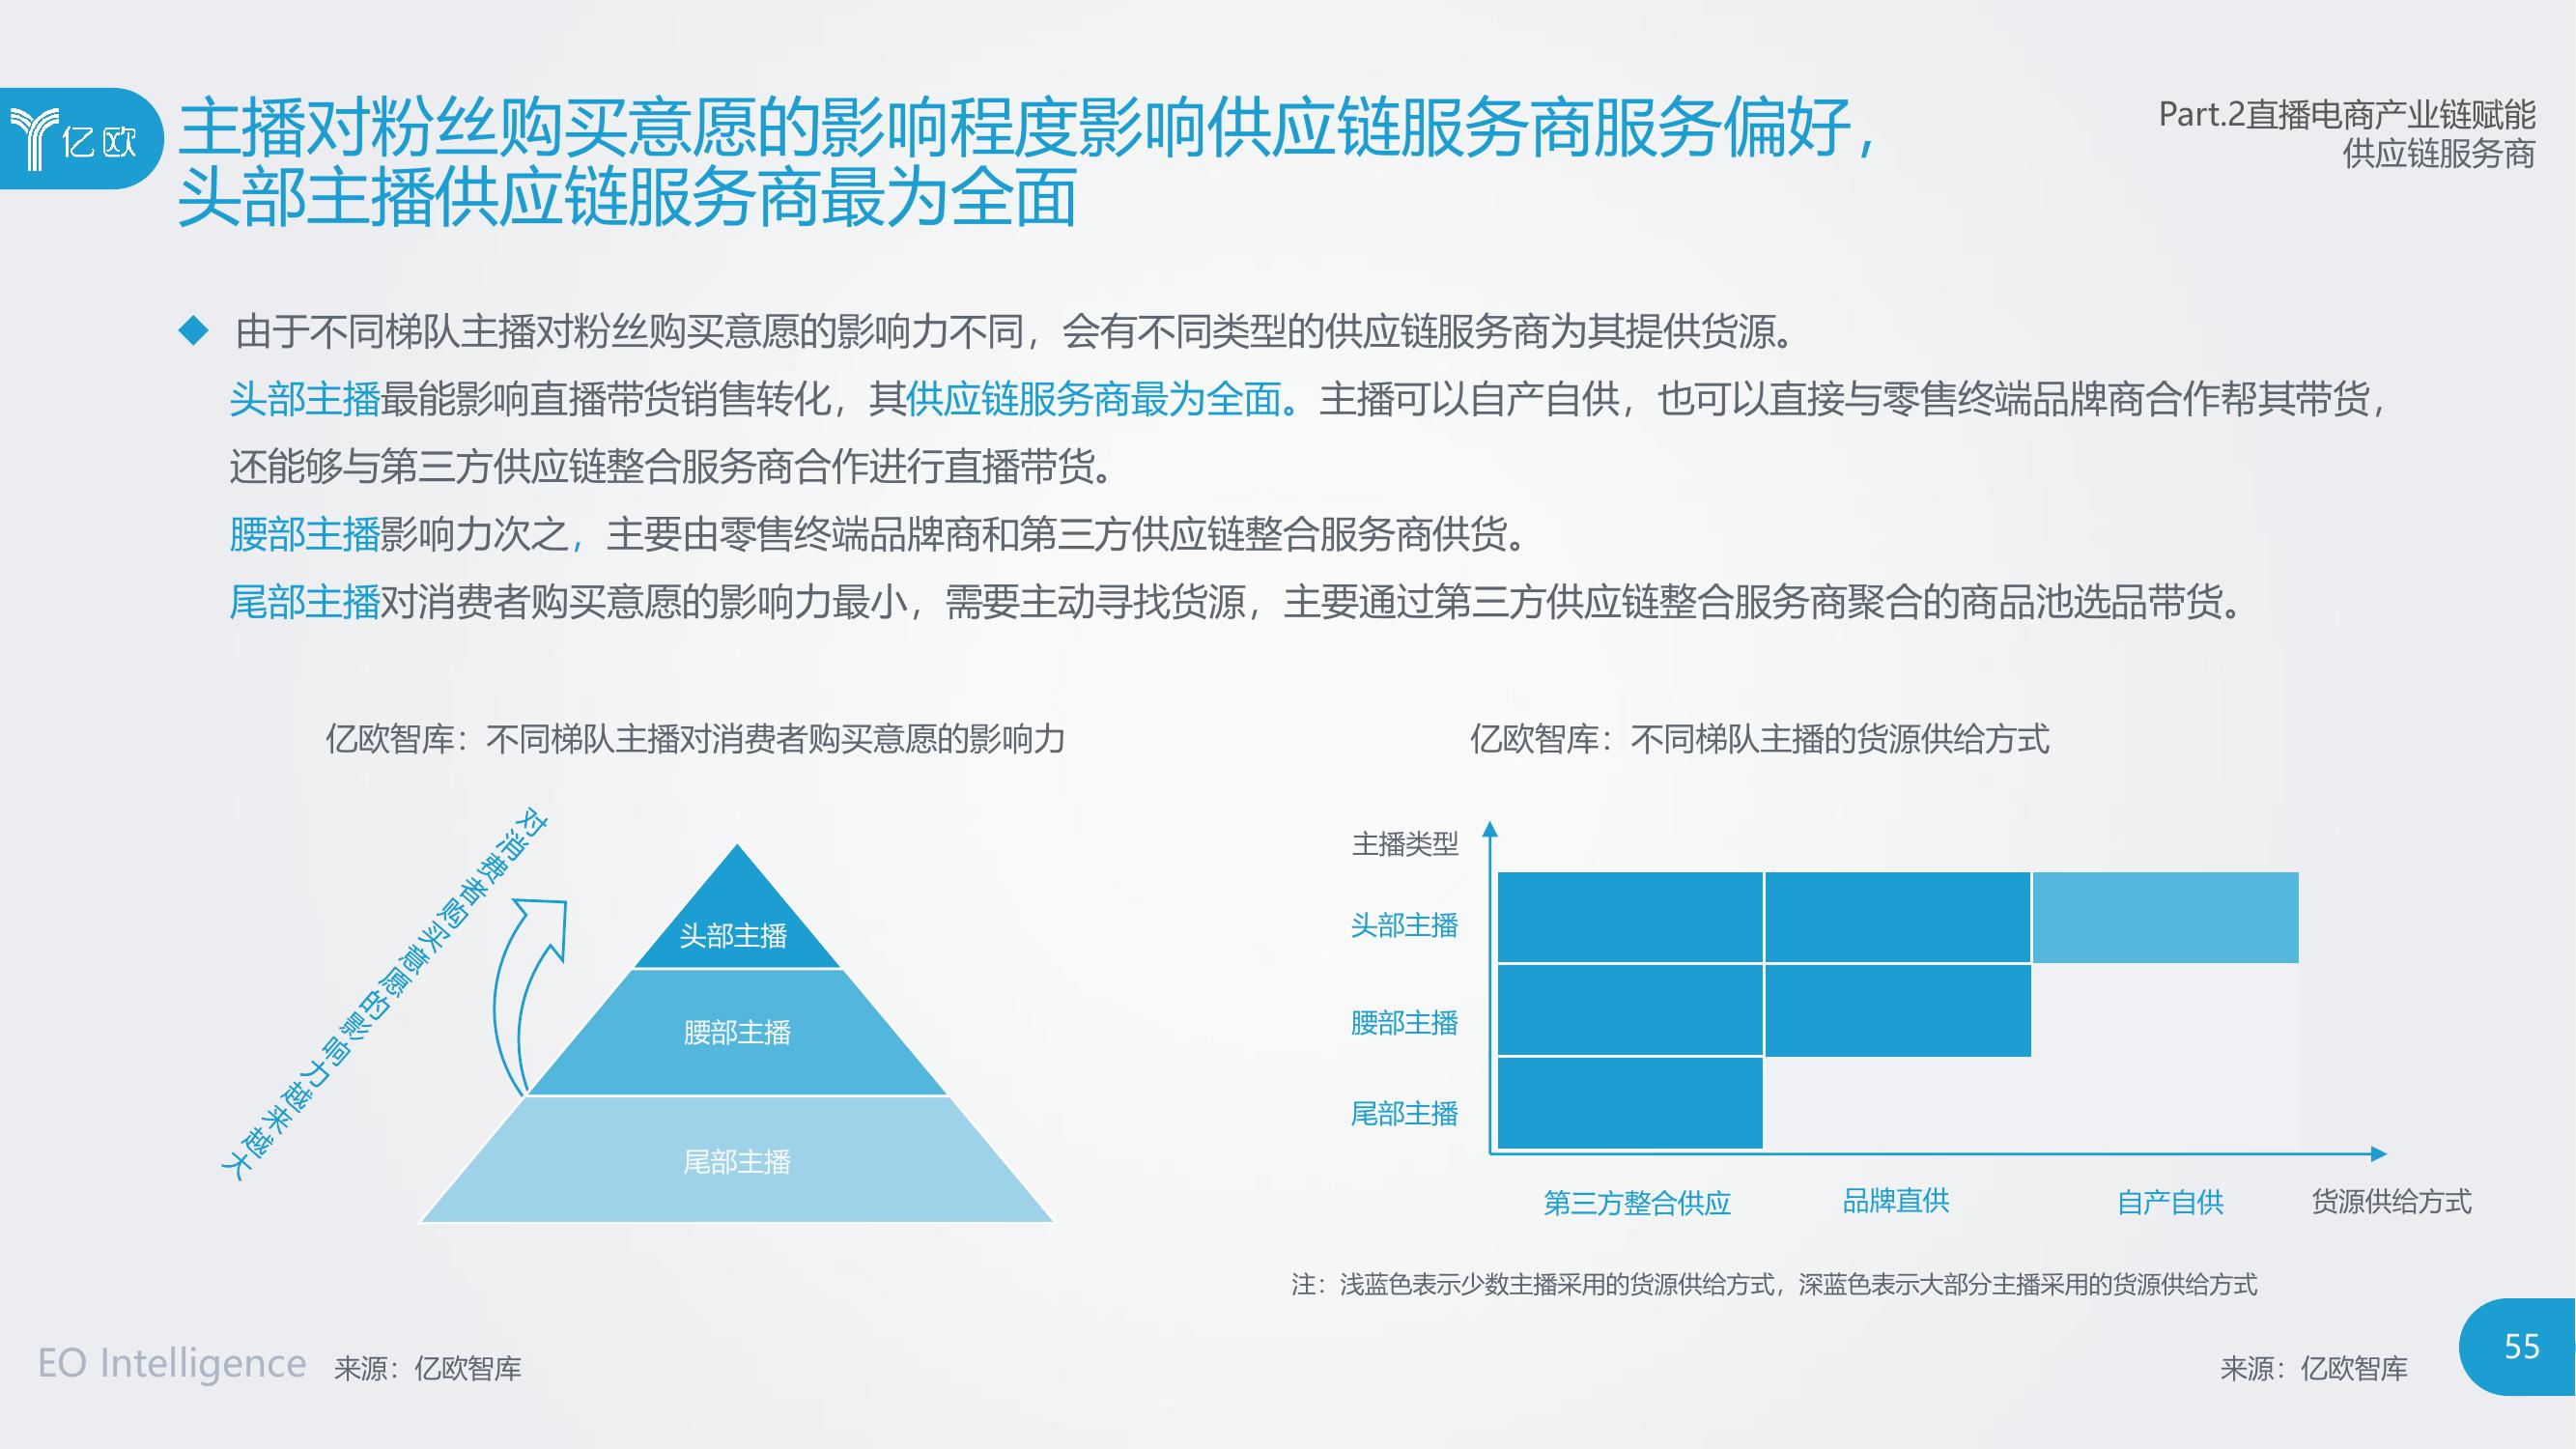 亿欧
主播对粉丝购买意愿的影响程度影响供应链服务商服务偏好，
头部主播供应链服务商最为全面
Part.2直播电商产业链赋能
供应链服务商
由于不同梯队主播对粉丝购买意愿的影响力不同，会有不同类型的供应链服务商为其提供货源。
头部主播最能影响直播带货销售转化，其供应链服务商最为全面。主播可以自产自供，也可以直接与零售终端品牌商合作帮其带货，
还能够与第三方供应链整合服务商合作进行直播带货。
腰部主播影响力次之，主要由零售终端品牌商和第三方供应链整合服务商供货。
尾部主播对消费者购买意愿的影响力最小，需要主动寻找货源，主要通过第三方供应链整合服务商聚合的商品池选品带货。
亿欧智库：不同梯队主播对消费者购买意愿的影响力
对消费者购买意愿的影响力越来越大
头部主播
腰部主播
尾部主播
亿欧智库：不同梯队主播的货源供给方式
主播类型
头部主播
腰部主播
尾部主播
第三方整合供应
品牌直供
自产自供
货源供给方式
注：浅蓝色表示少数主播采用的货源供给方式，深蓝色表示大部分主播采用的货源供给方式
EO Intelligence
来源：亿欧智库
来源：亿欧智库
55